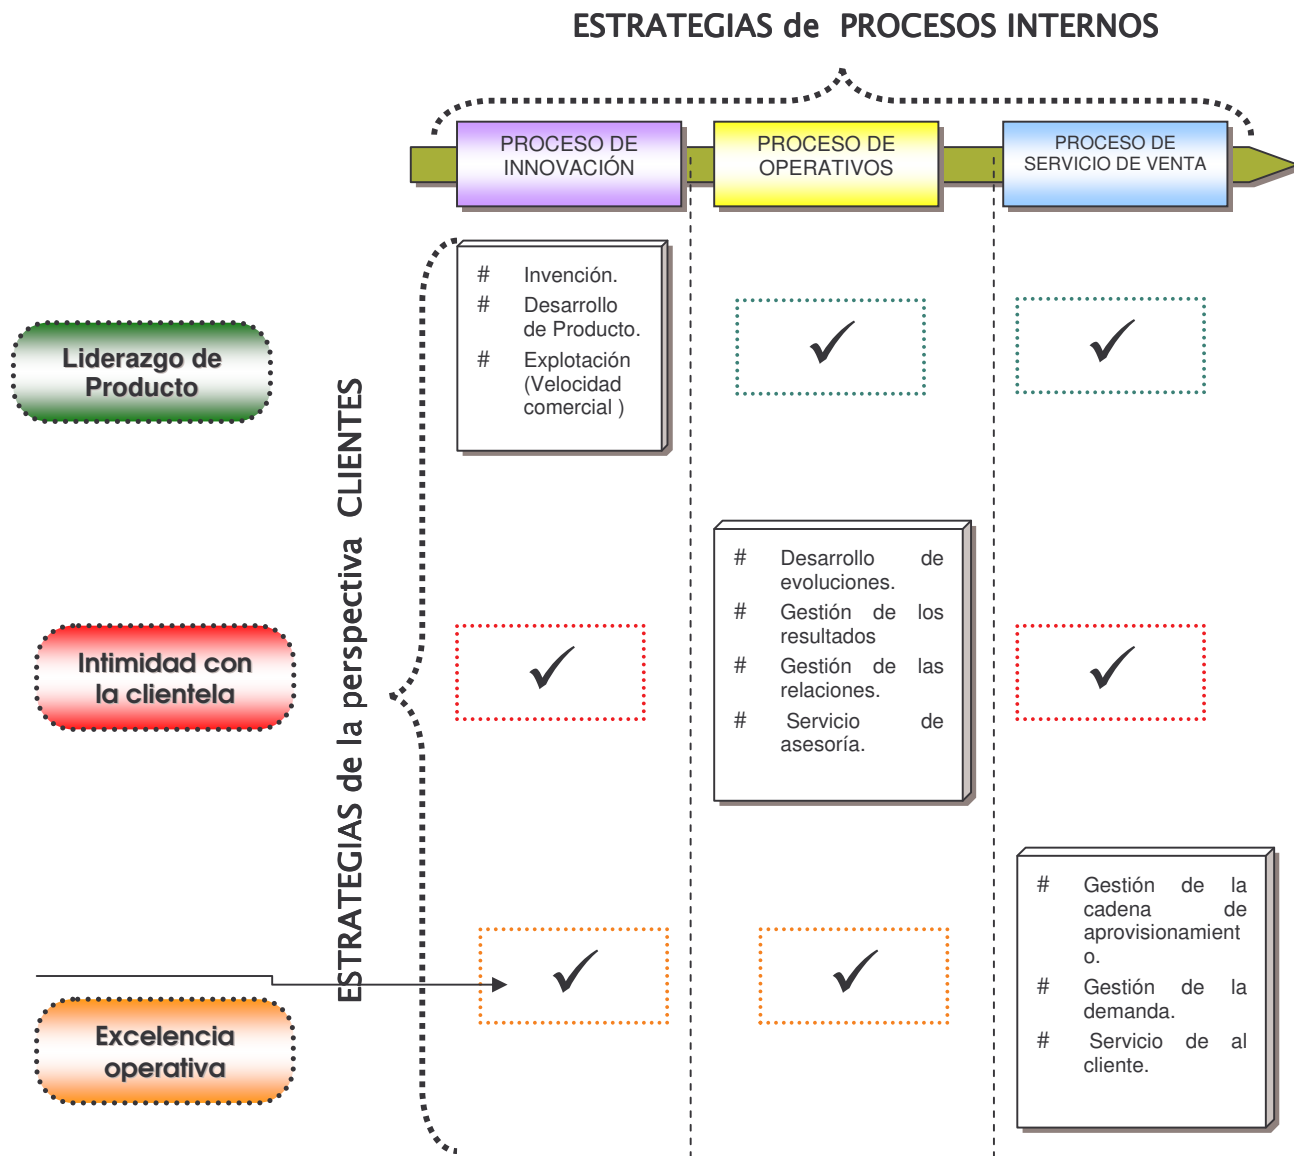 ESTRATEGIAS de PROCESOS INTERNOS
PROCESO DE
INNOVACIÓN
PROCESO DE
OPERATIVOS
PROCESO DE
SERVICIO DE VENTA
ESTRATEGIAS de la perspectiva CLIENTES
Liderazgo de
Producto
# Invención.
# Desarrollo
de Producto.
# Explotación
(Velocidad
comercial )
✓
✓
Intimidad con
la clientela
✓
# Desarrollo de
evoluciones.
# Gestión de los
resultados
# Gestión de las
relaciones.
# Servicio de
asesoría.
✓
Excelencia
operativa
✓
✓
# Gestión de la
cadena de
aprovisionamient
o.
# Gestión de la
demanda.
# Servicio de al
cliente.